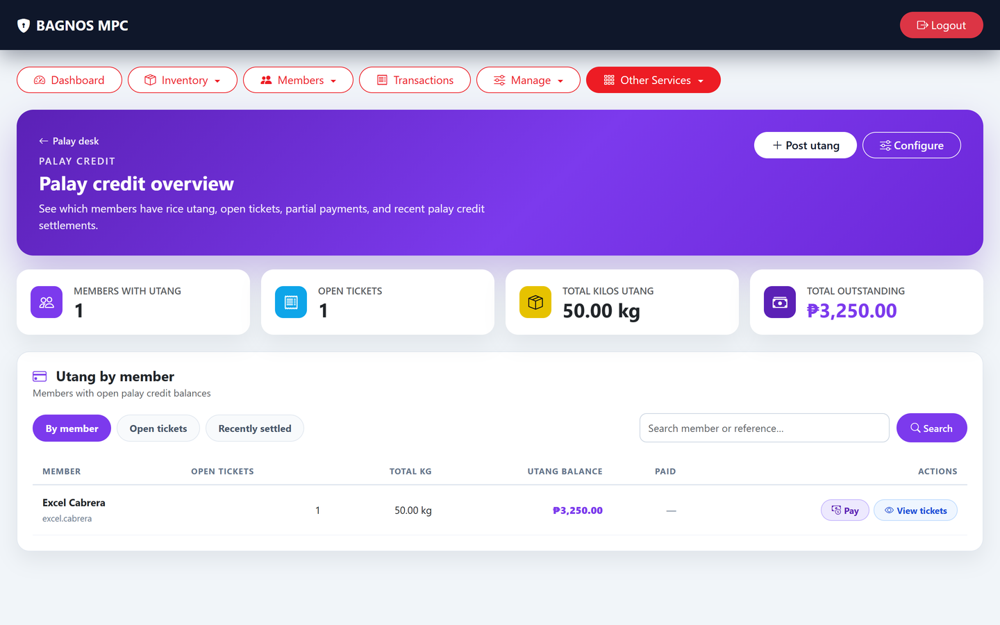 BAGNOS MPC
Logout
Dashboard
Inventory
Members
Transactions
Manage
Other Services
← Palay desk
PALAY CREDIT
Palay credit overview
See which members have rice utang, open tickets, partial payments, and recent palay credit
settlements.
+ Post utang
Configure
MEMBERS WITH UTANG
1
OPEN TICKETS
1
TOTAL KILOS UTANG
50.00 kg
TOTAL OUTSTANDING
₱3,250.00
Utang by member
Members with open palay credit balances
By member
Open tickets
Recently settled
Search member or reference...
Search
MEMBER OPEN TICKETS TOTAL KG UTANG BALANCE PAID ACTIONS
Excel Cabrera
excel.cabrera
1 50.00 kg ₱3,250.00 — Pay View tickets